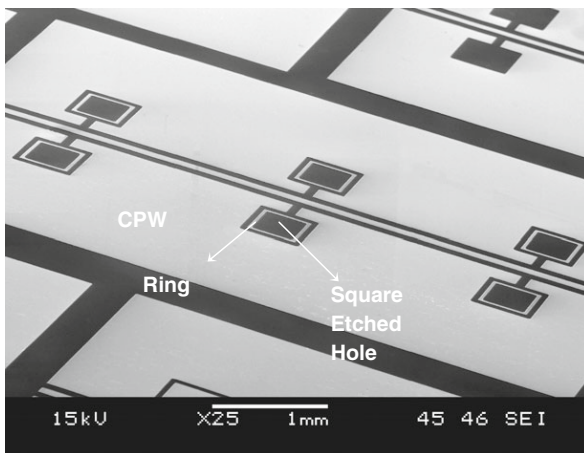 CPW
Ring
Square
Etched
Hole
15kV X25 1mm 45 46 SEI